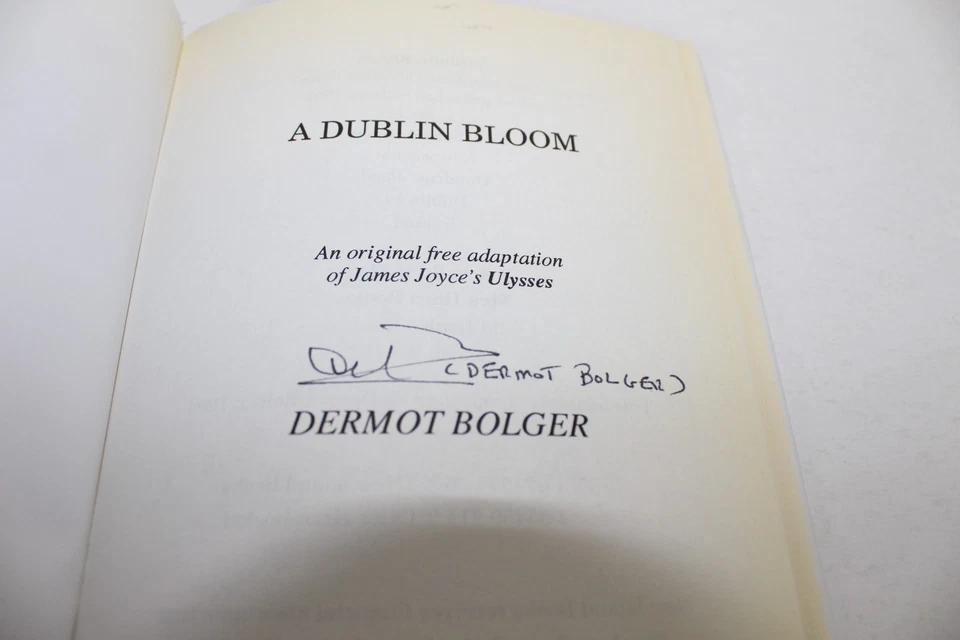 A DUBLIN BLOOM
An original free adaptation
of James Joyce's Ulysses
(DERMOT BOLGER)
DERMOT BOLGER